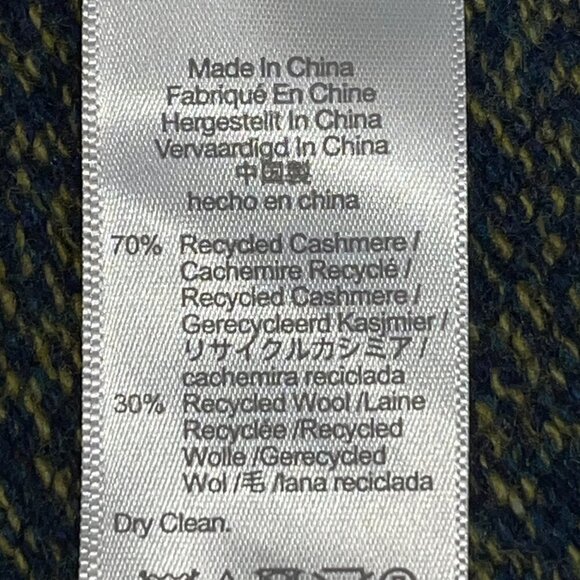 Made In China
Fabriqué En Chine
Hergestellt In China
Vervaardigd In China
中国製
hecho en china
70% Recycled Cashmere /
Cachemire Recyclé /
Recycled Cashmere /
Gerecycleerd Kasjmier /
リサイクルカシミア /
cachemira reciclada
30% Recycled Wool /Laine
Recyclée /Recycled
Wolle /Gerecycled
Wol /毛 /lana reciclada
Dry Clean.